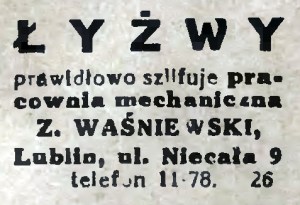 ŁYŻWY
prawidłowo szlifuje pra-
cownia mechaniczna
Z. WAŚNIEWSKI,
Lublin, ul. Niecała 9
telefon 11-78. 26